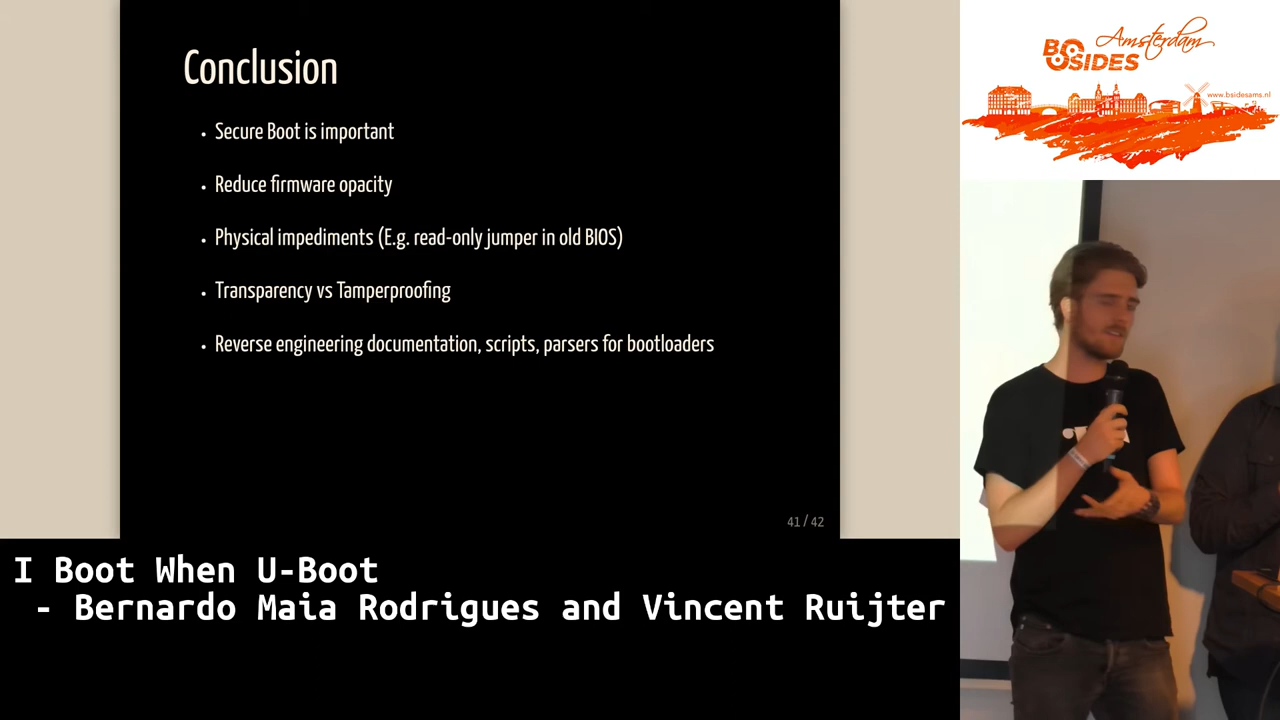 Conclusion
• Secure Boot is important
• Reduce firmware opacity
• Physical impediments (E.g. read-only jumper in old BIOS)
• Transparency vs Tamperproofing
• Reverse engineering documentation, scripts, parsers for bootloaders
41 / 42
I Boot When U-Boot
- Bernardo Maia Rodrigues and Vincent Ruijter
Amsterdam
BSIDES
www.bsidesams.nl